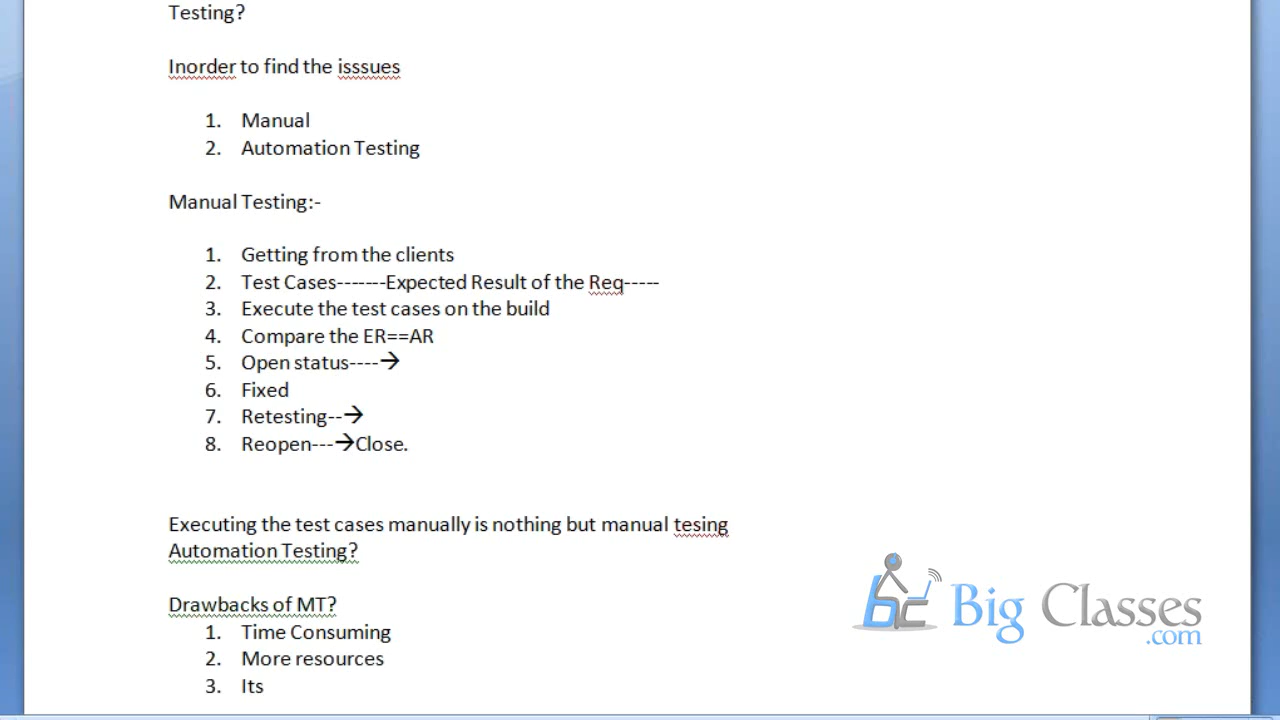 Testing?
Inorder to find the isssues
1. Manual
2. Automation Testing
Manual Testing:-
1. Getting from the clients
2. Test Cases-------Expected Result of the Req-----
3. Execute the test cases on the build
4. Compare the ER==AR
5. Open status----→
6. Fixed
7. Retesting--→
8. Reopen---→Close.
Executing the test cases manually is nothing but manual tesing
Automation Testing?
Drawbacks of MT?
1. Time Consuming
2. More resources
3. Its
bc Big Classes
.com